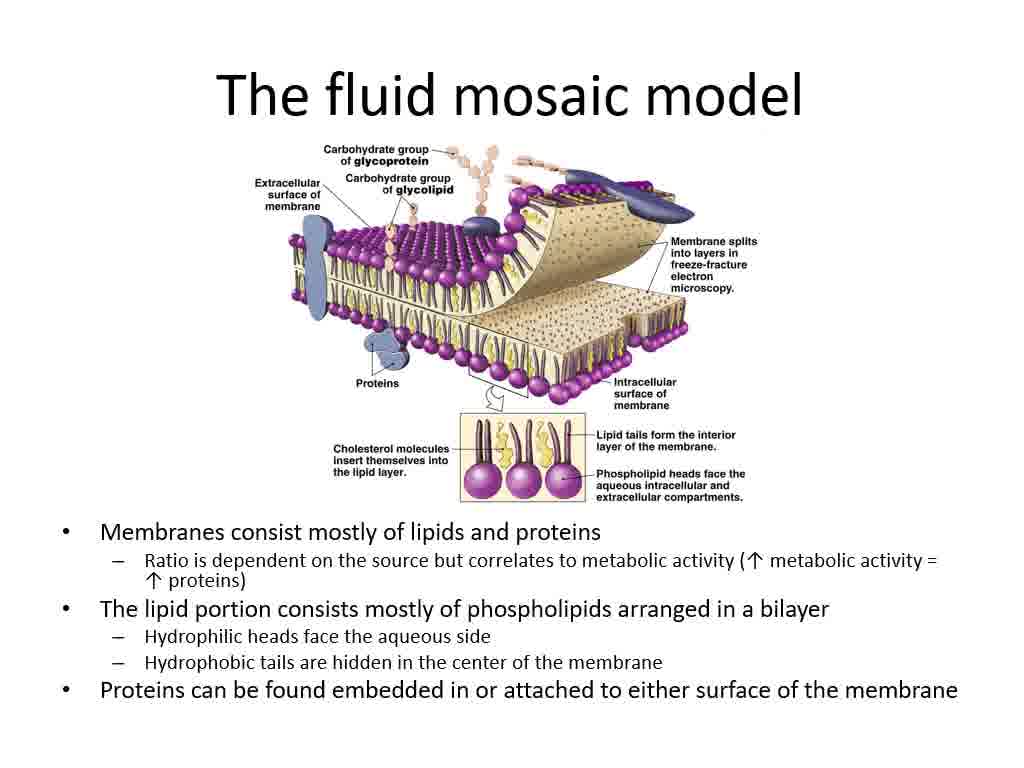 The fluid mosaic model
Carbohydrate group
of glycoprotein
Carbohydrate group
of glycolipid
Extracellular
surface of
membrane
Membrane splits
into layers in
freeze-fracture
electron
microscopy.
Proteins
Intracellular
surface of
membrane
Cholesterol molecules
insert themselves into
the lipid layer.
Lipid tails form the interior
layer of the membrane.
Phospholipid heads face the
aqueous intracellular and
extracellular compartments.
• Membranes consist mostly of lipids and proteins
– Ratio is dependent on the source but correlates to metabolic activity (↑ metabolic activity =
↑ proteins)
• The lipid portion consists mostly of phospholipids arranged in a bilayer
– Hydrophilic heads face the aqueous side
– Hydrophobic tails are hidden in the center of the membrane
• Proteins can be found embedded in or attached to either surface of the membrane